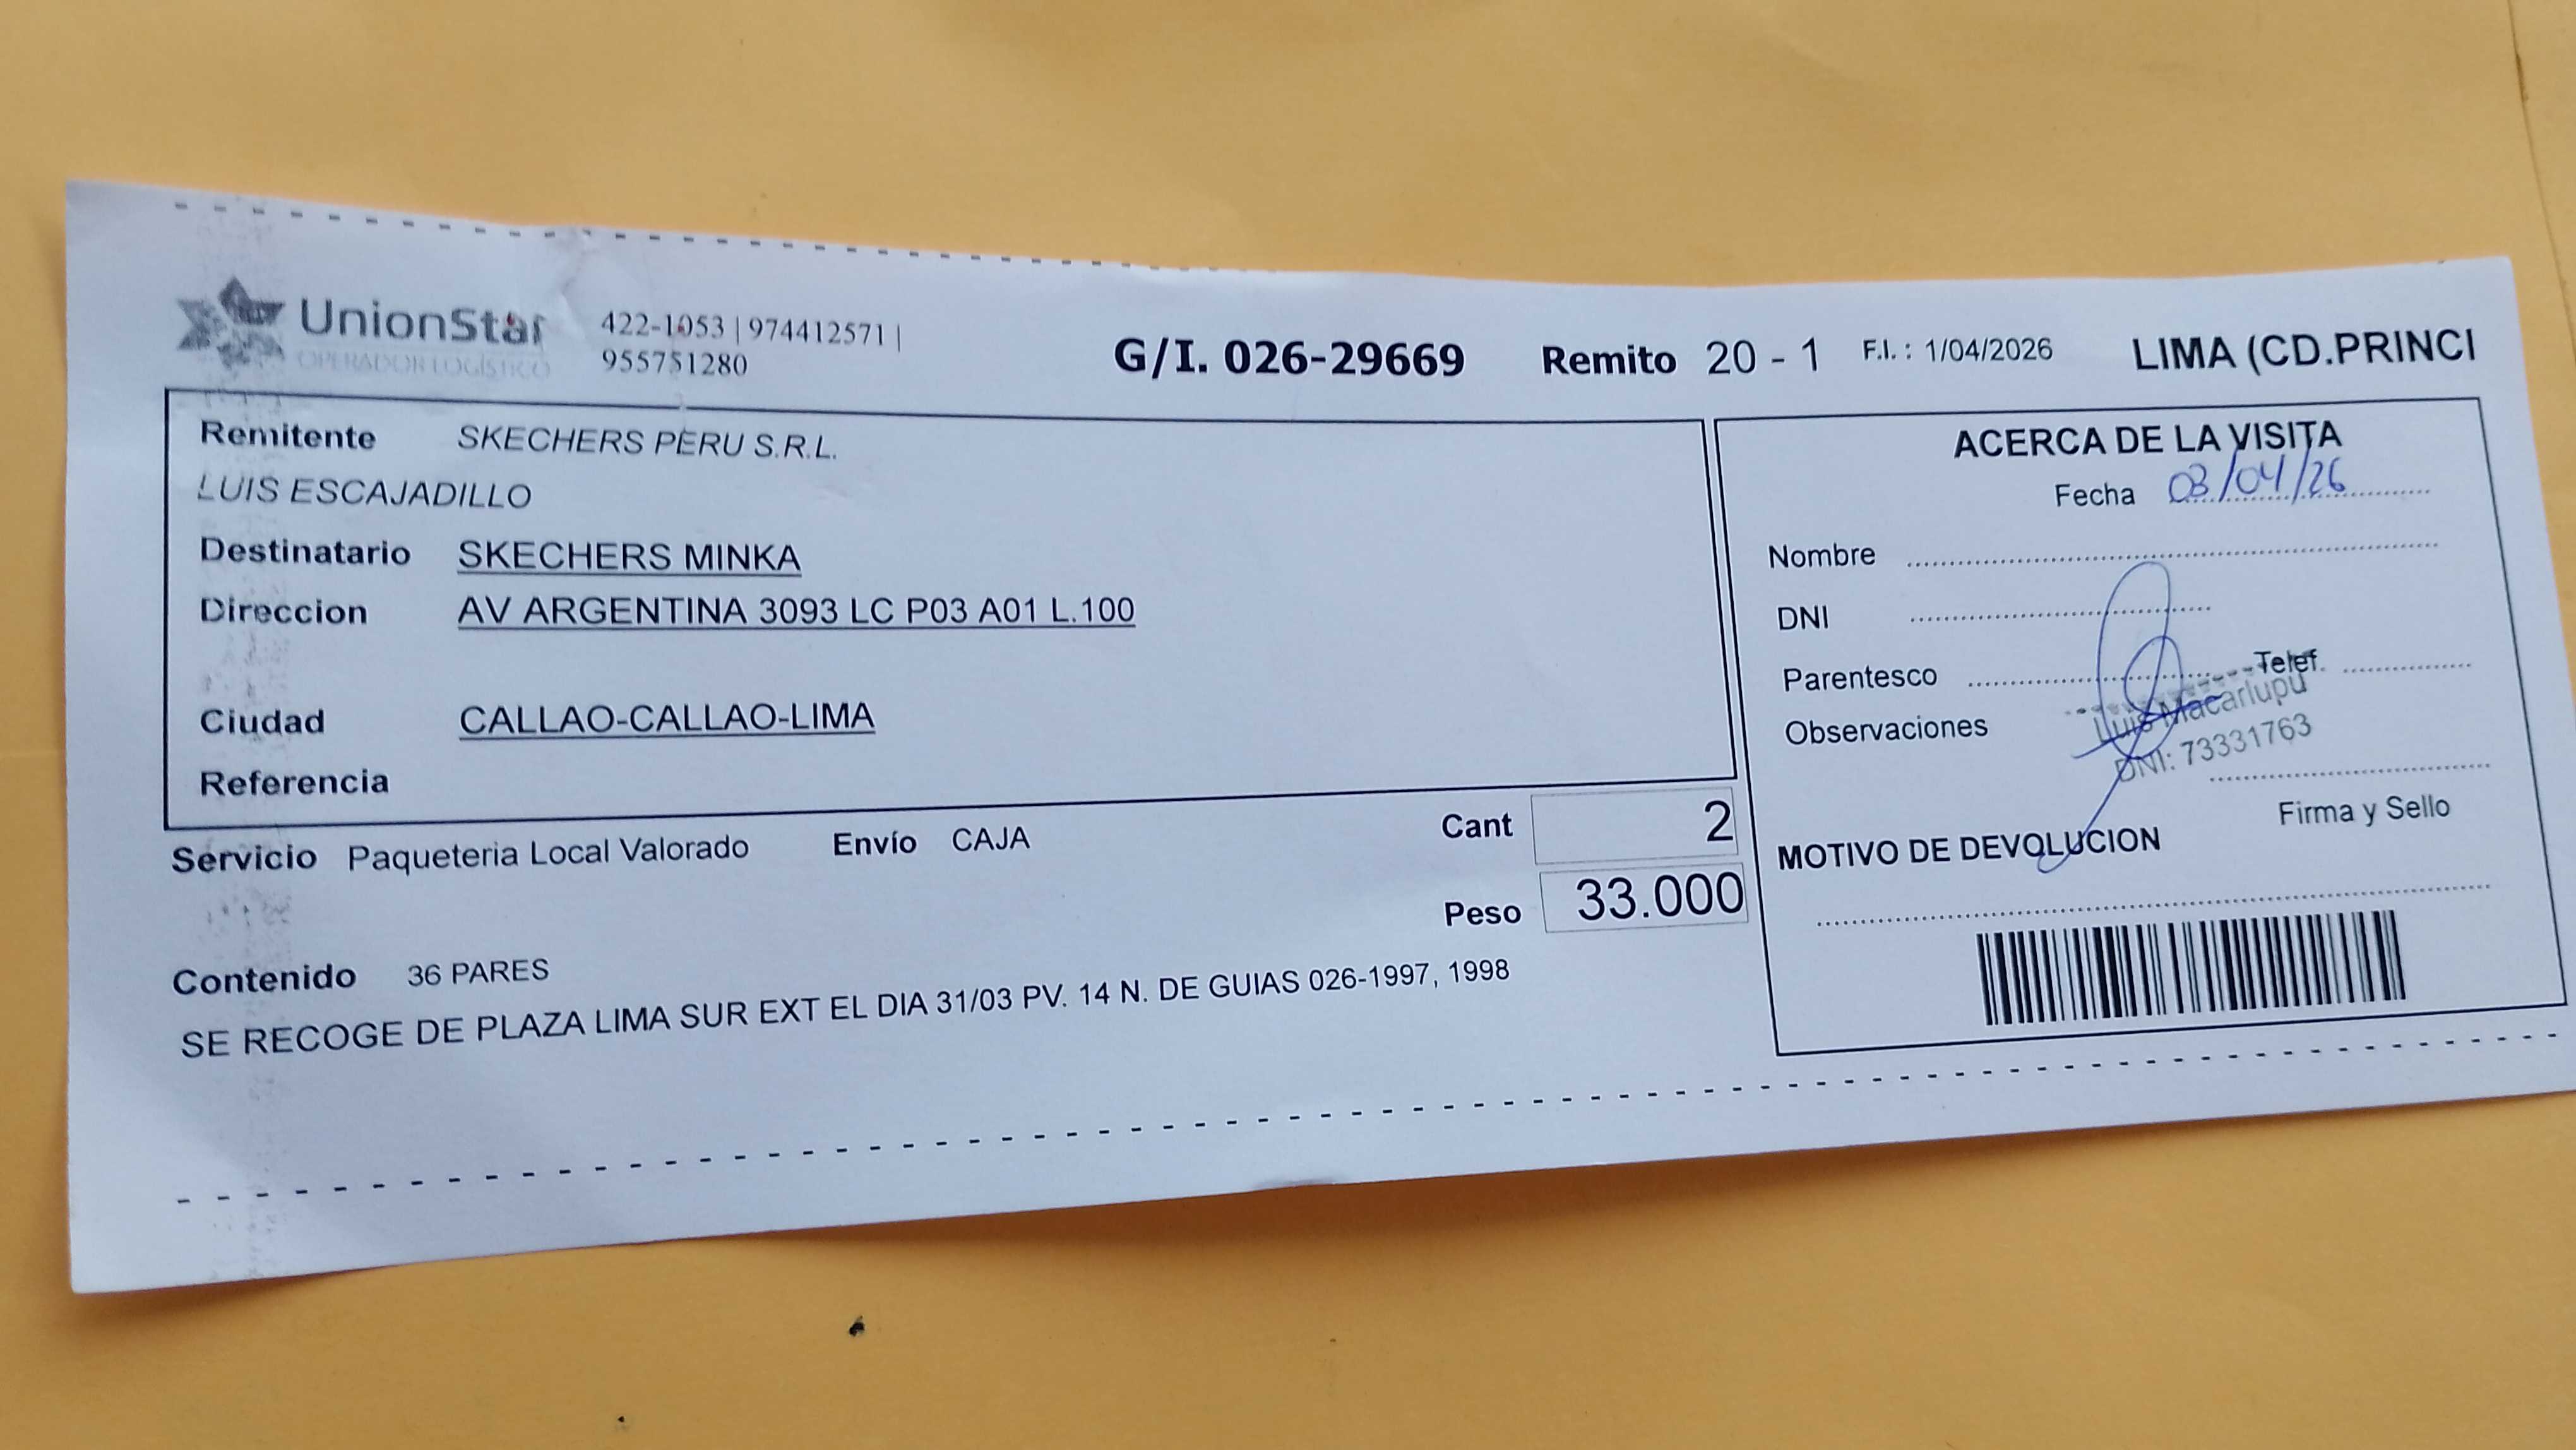 UnionStar
OPERADOR LOGÍSTICO
422-1053 | 974412571 |
955751280
G/I. 026-29669 Remito 20 - 1 F.I. : 1/04/2026 LIMA (CD.PRINCI
Remitente SKECHERS PERU S.R.L.
LUIS ESCAJADILLO
Destinatario SKECHERS MINKA
Direccion AV ARGENTINA 3093 LC P03 A01 L.100
Ciudad CALLAO-CALLAO-LIMA
Referencia
Servicio Paqueteria Local Valorado Envío CAJA
Cant 2
Peso 33.000
Contenido 36 PARES
SE RECOGE DE PLAZA LIMA SUR EXT EL DIA 31/03 PV. 14 N. DE GUIAS 026-1997, 1998
ACERCA DE LA VISITA
Fecha 03/04/26
Nombre
DNI
Parentesco Telef.
Observaciones
Luis Macarlupu
DNI: 73331763
Firma y Sello
MOTIVO DE DEVOLUCION